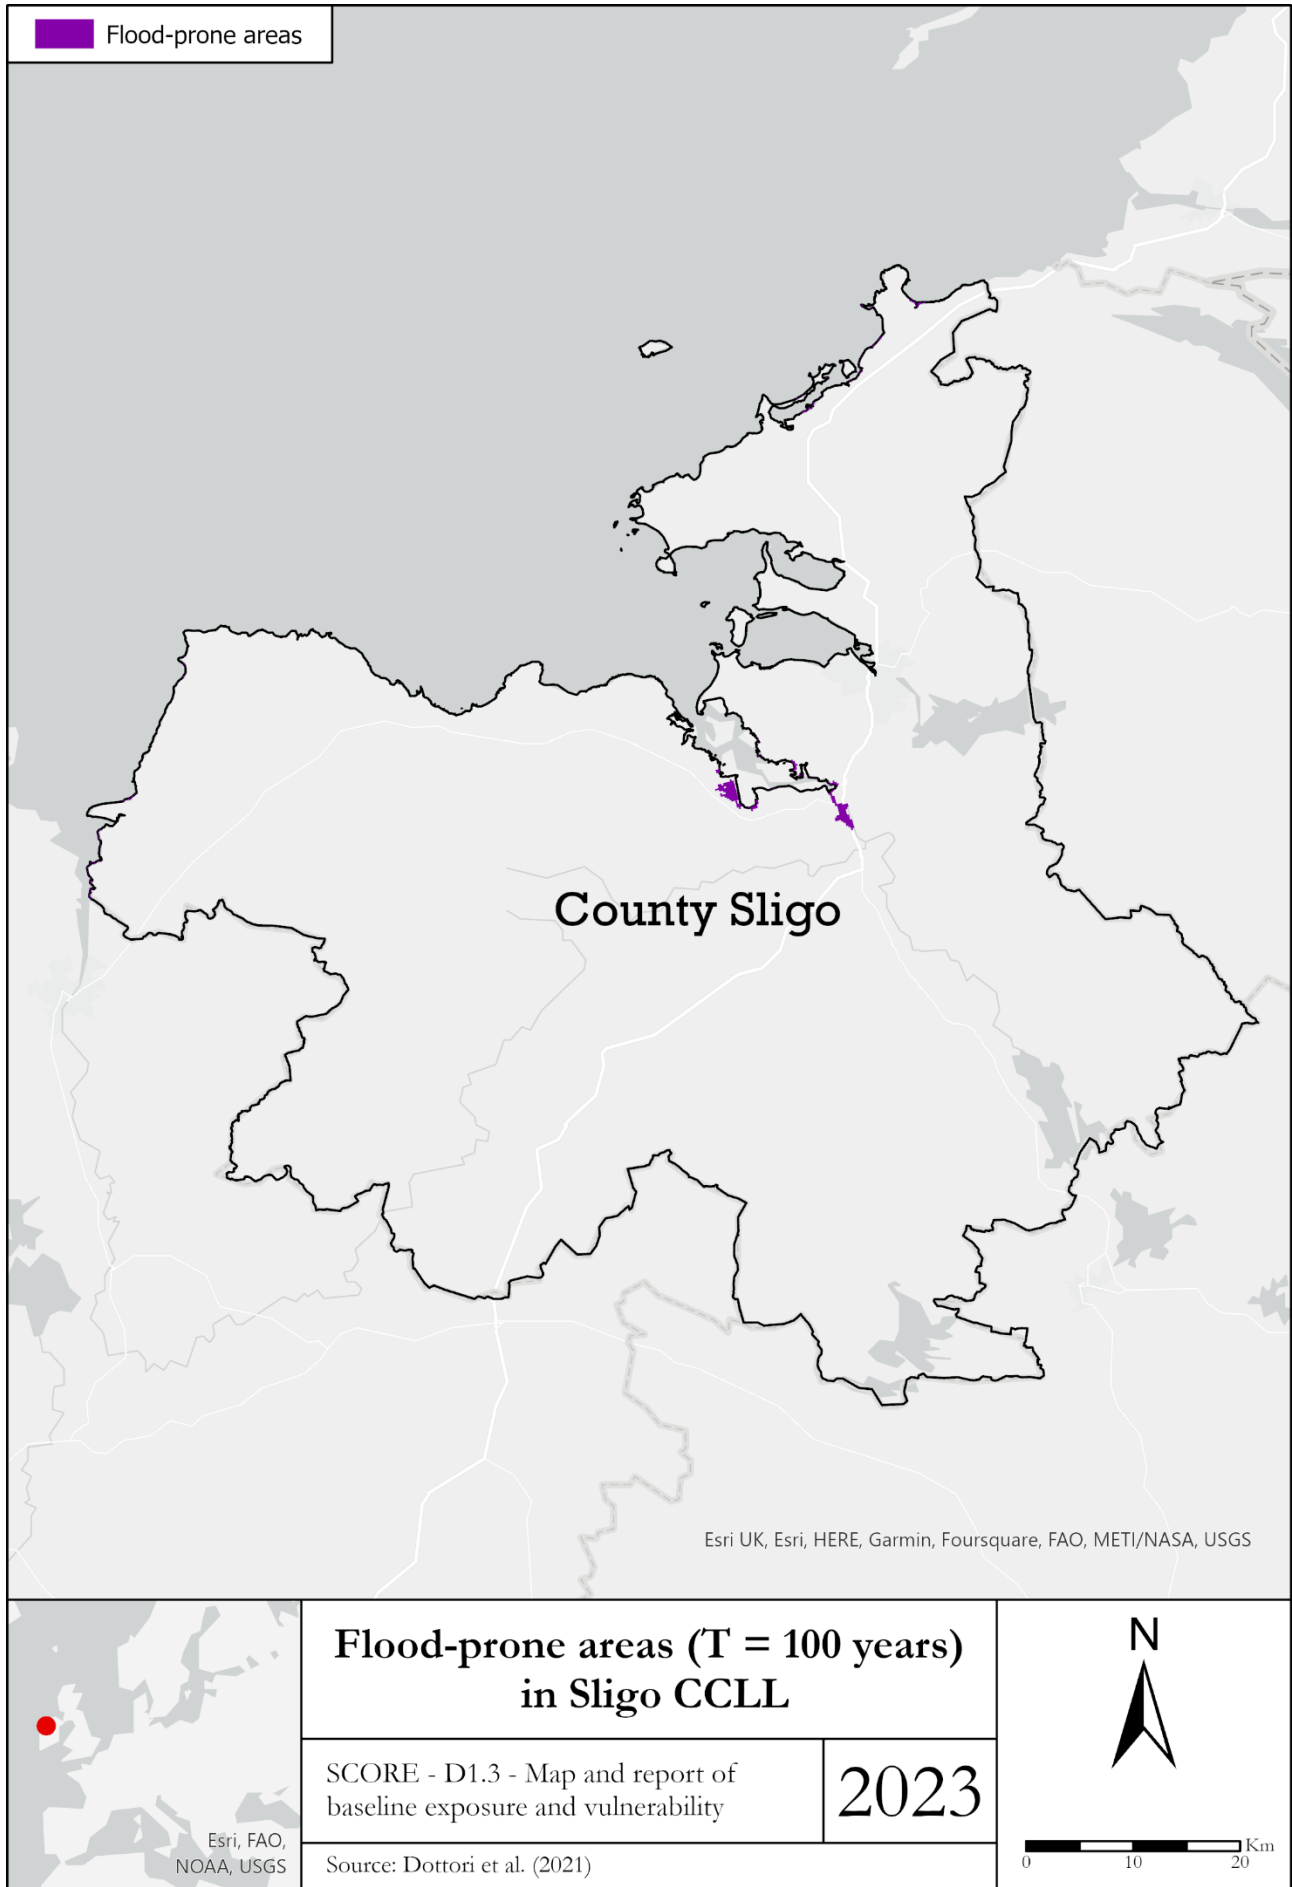 Flood-prone areas
County Sligo
Esri UK, Esri, HERE, Garmin, Foursquare, FAO, METI/NASA, USGS
Esri, FAO,
NOAA, USGS
Flood-prone areas (T = 100 years)
in Sligo CCLL
SCORE - D1.3 - Map and report of
baseline exposure and vulnerability
2023
Source: Dottori et al. (2021)
N
Km
0 10 20